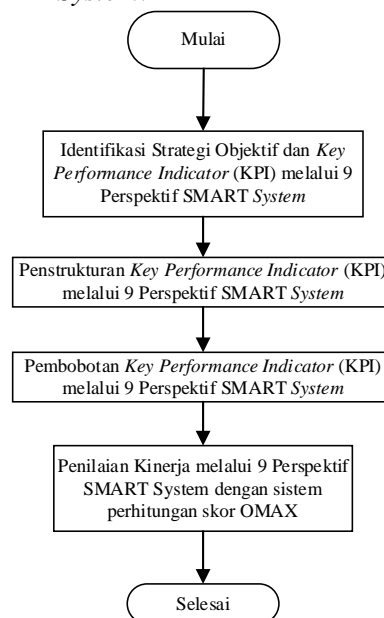 System.
Mulai
Identifikasi Strategi Objektif dan Key
Performance Indicator (KPI) melalui 9
Perspektif SMART System
Penstrukturan Key Performance Indicator (KPI)
melalui 9 Perspektif SMART System
Pembobotan Key Performance Indicator (KPI)
melalui 9 Perspektif SMART System
Penilaian Kinerja melalui 9 Perspektif
SMART System dengan sistem
perhitungan skor OMAX
Selesai